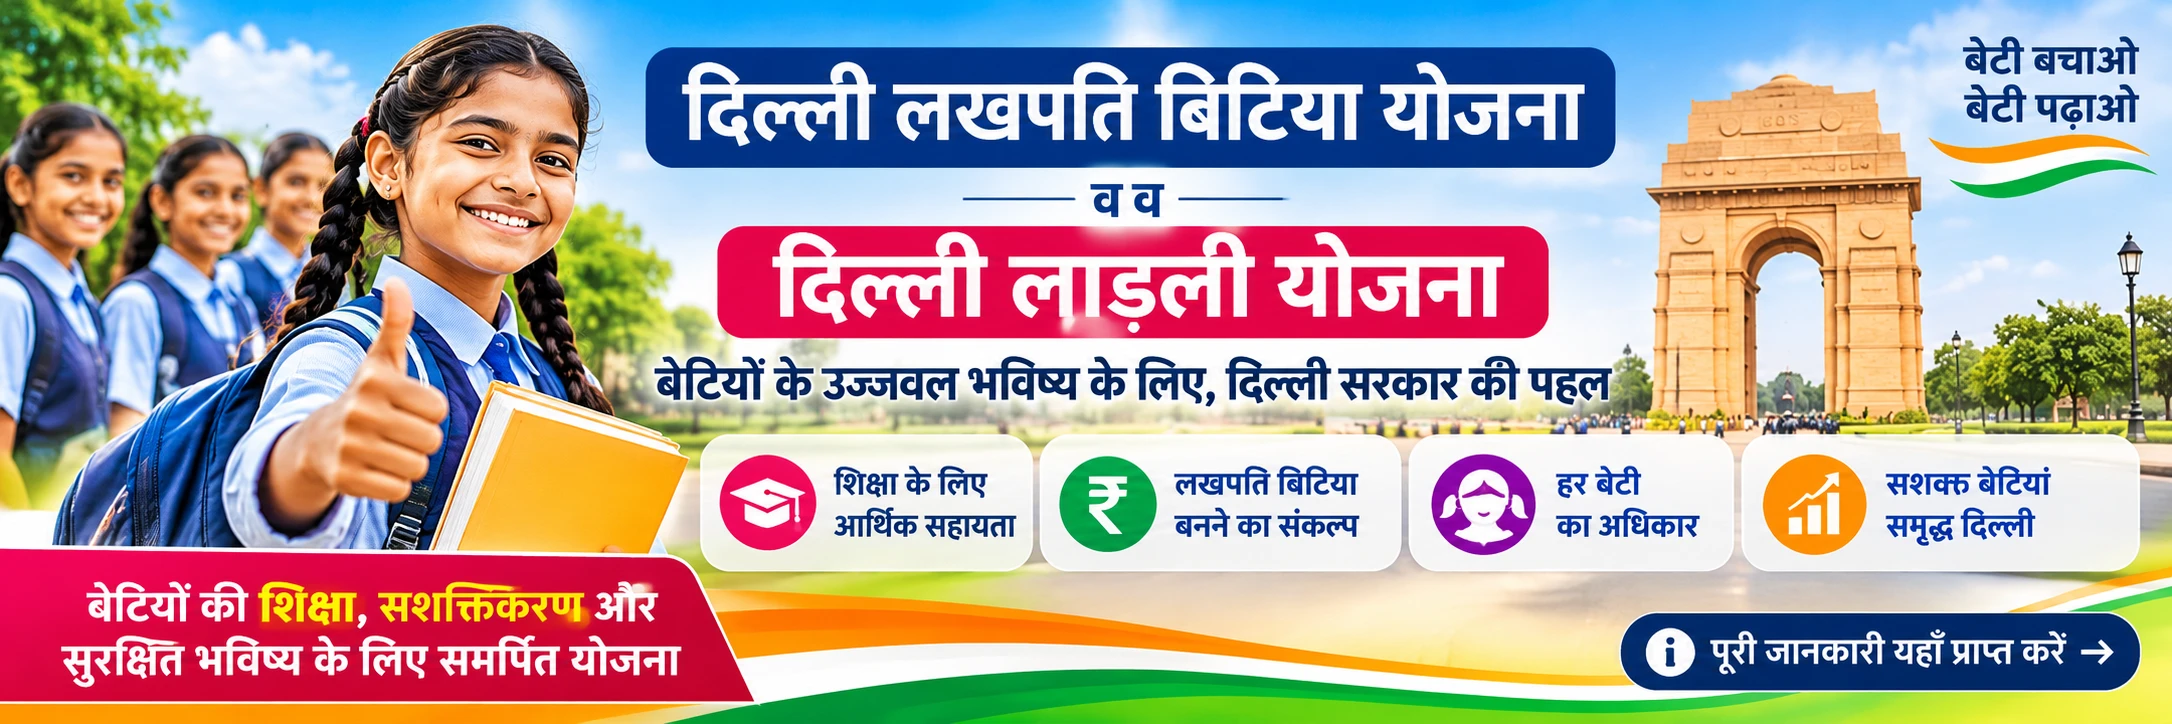 दिल्ली लखपति बिटिया योजना
व व
दिल्ली लाड़ली योजना
बेटियों के उज्जवल भविष्य के लिए, दिल्ली सरकार की पहल
बेटी बचाओ
बेटी पढ़ाओ
शिक्षा के लिए
आर्थिक सहायता
लखपति बिटिया
बनने का संकल्प
हर बेटी
का अधिकार
सशक्त बेटियां
समृद्ध दिल्ली
बेटियों की शिक्षा, सशक्तिकरण और
सुरक्षित भविष्य के लिए समर्पित योजना
i पूरी जानकारी यहाँ प्राप्त करें →